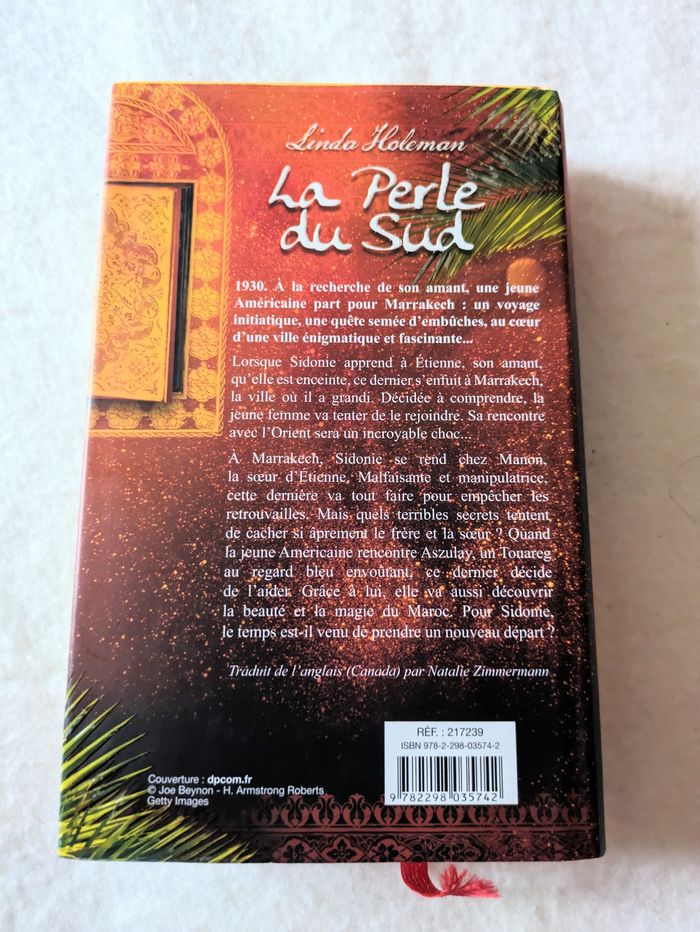 Linda Holeman
La Perle
du Sud
1930. À la recherche de son amant, une jeune
Américaine part pour Marrakech : un voyage
initiatique, une quête semée d'embûches, au cœur
d'une ville énigmatique et fascinante...
Lorsque Sidonie apprend à Étienne, son amant,
qu'elle est enceinte, ce dernier s'enfuit à Marrakech,
la ville où il a grandi. Décidée à comprendre, la
jeune femme va tenter de le rejoindre. Sa rencontre
avec l'Orient sera un incroyable choc...
À Marrakech, Sidonie se rend chez Manon,
la sœur d'Étienne. Malfaisante et manipulatrice,
cette dernière va tout faire pour empêcher les
retrouvailles. Mais quels terribles secrets tentent
de cacher si âprement le frère et la sœur ? Quand
la jeune Américaine rencontre Aszulay, un Touareg
au regard bleu envoûtant, ce dernier décide
de l'aider. Grâce à lui, elle va aussi découvrir
la beauté et la magie du Maroc. Pour Sidonie,
le temps est-il venu de prendre un nouveau départ ?
Traduit de l'anglais (Canada) par Natalie Zimmermann
RÉF. : 217239
ISBN 978-2-298-03574-2
9 782298 035742
Couverture : dpcom.fr
© Joe Beynon - H. Armstrong Roberts
Getty Images